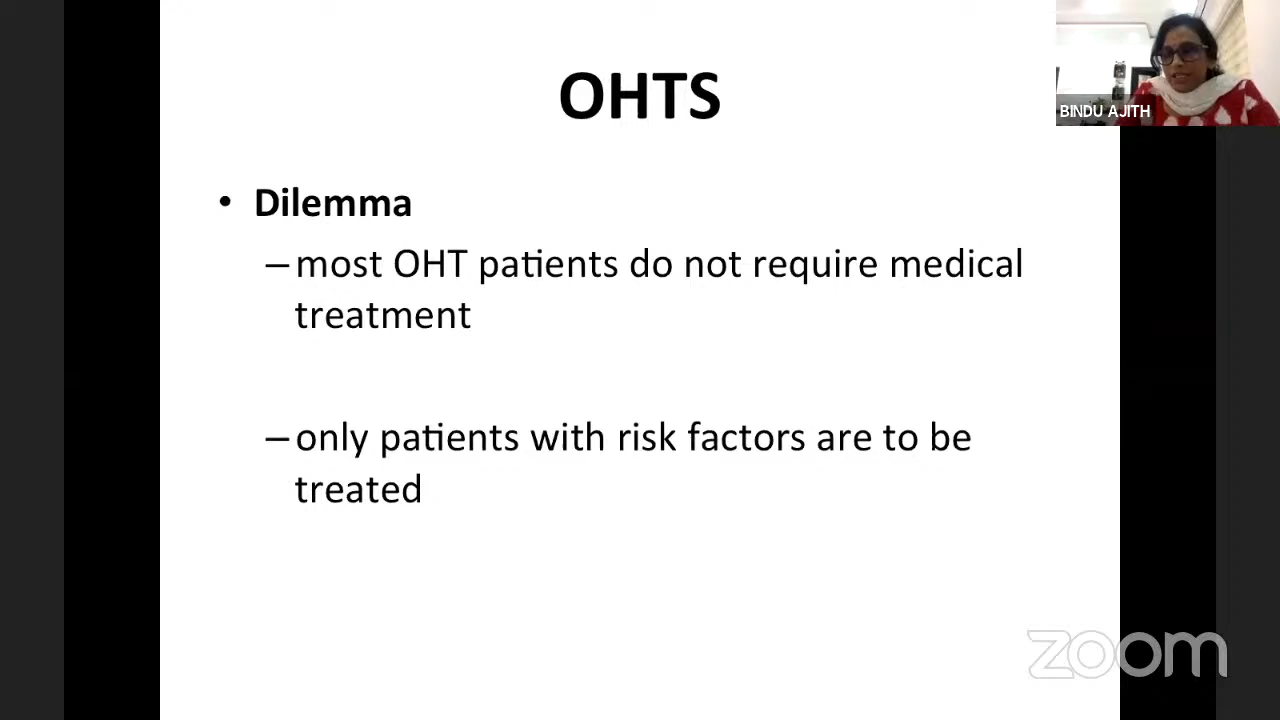 OHTS
BINDU AJITH
• Dilemma
– most OHT patients do not require medical
treatment
– only patients with risk factors are to be
treated
zoom